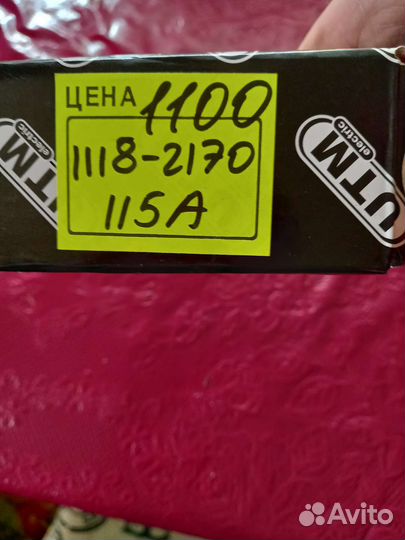 ЦЕНА 1100
1118-2170
115А
UTM
electric
UTM
electric
Avito